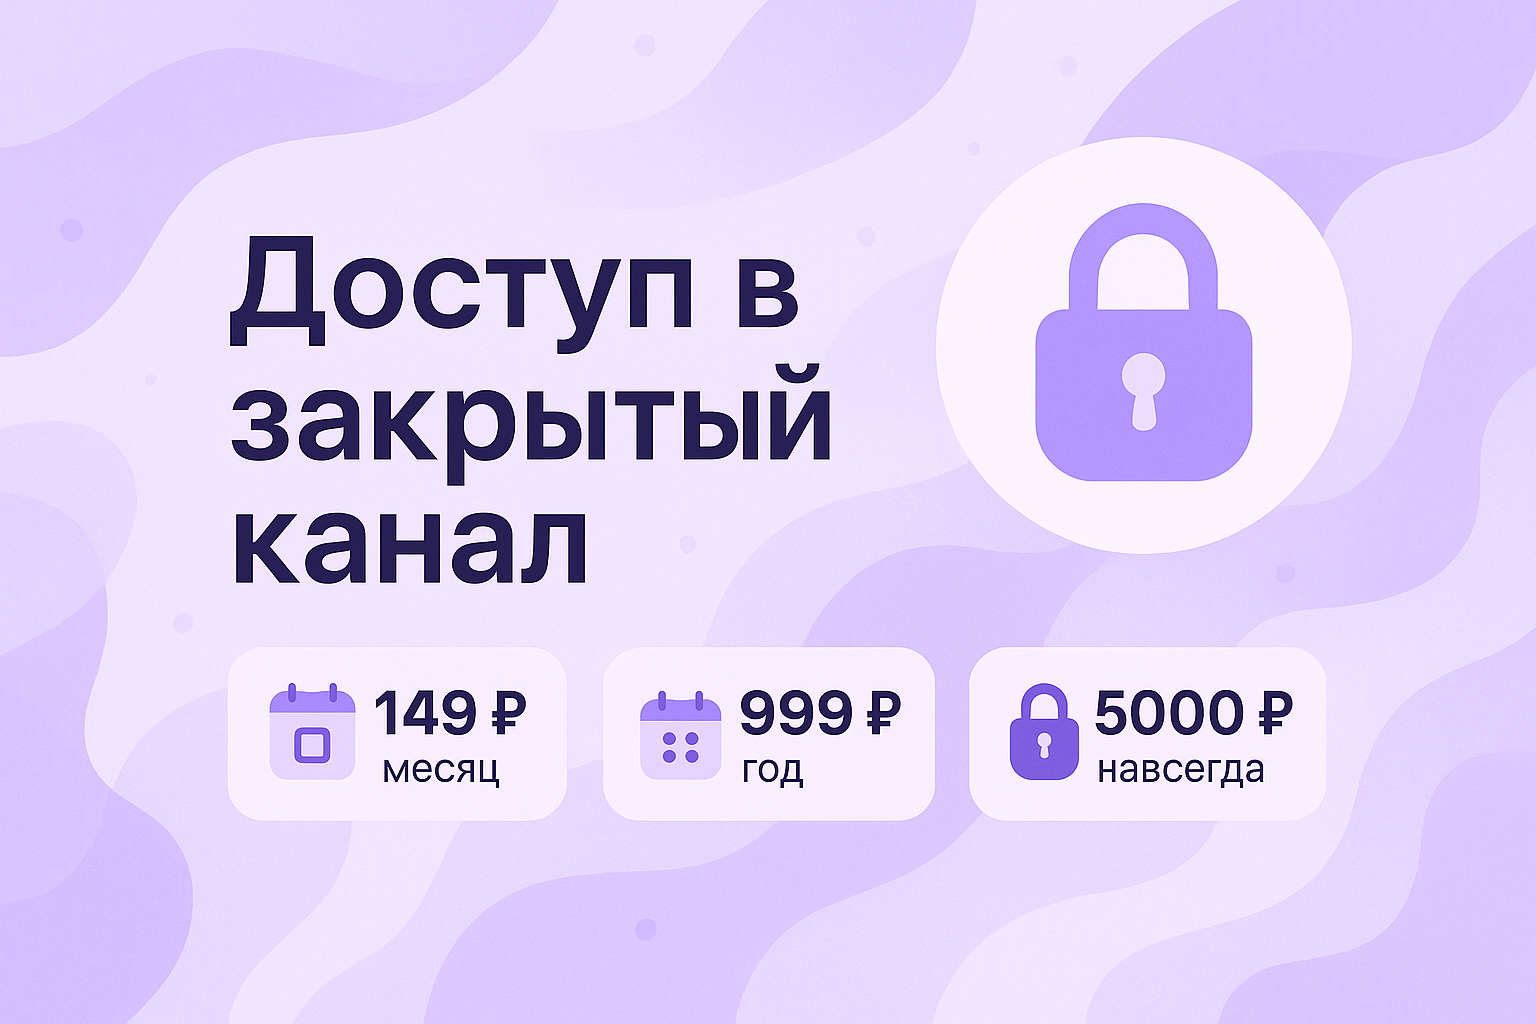 Доступ в
закрытый
канал
149 ₽
месяц
999 ₽
год
5000 ₽
навсегда